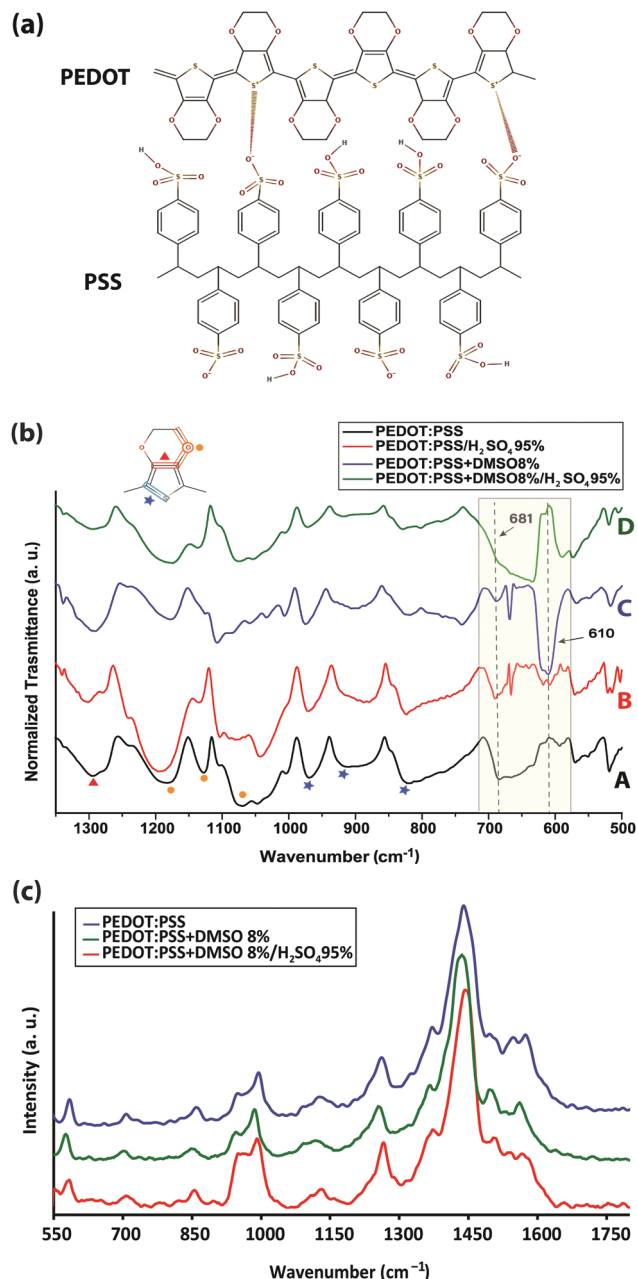 (a)
PEDOT
S S⁺ S S S S⁺
O O O O O O O O O O O O
H O⁻ H H O⁻
O O O
S S S S S
O O O O O O O O O O
PSS
S S S S
O O O O O O O O
O⁻ O H O⁻ O H
(b)
PEDOT:PSS
PEDOT:PSS/H₂SO₄ 95%
PEDOT:PSS+DMSO8%
PEDOT:PSS+DMSO8%/H₂SO₄ 95%
O O
S
681
D
C
610
B
A
Normalized Trasmittance (a. u.)
1300 1200 1100 1000 900 800 700 600 500
Wavenumber (cm⁻¹)
(c)
PEDOT:PSS
PEDOT:PSS+DMSO 8%
PEDOT:PSS+DMSO 8%/H₂SO₄95%
Intensity (a. u.)
550 700 850 1000 1150 1300 1450 1600 1750
Wavenumber (cm⁻¹)